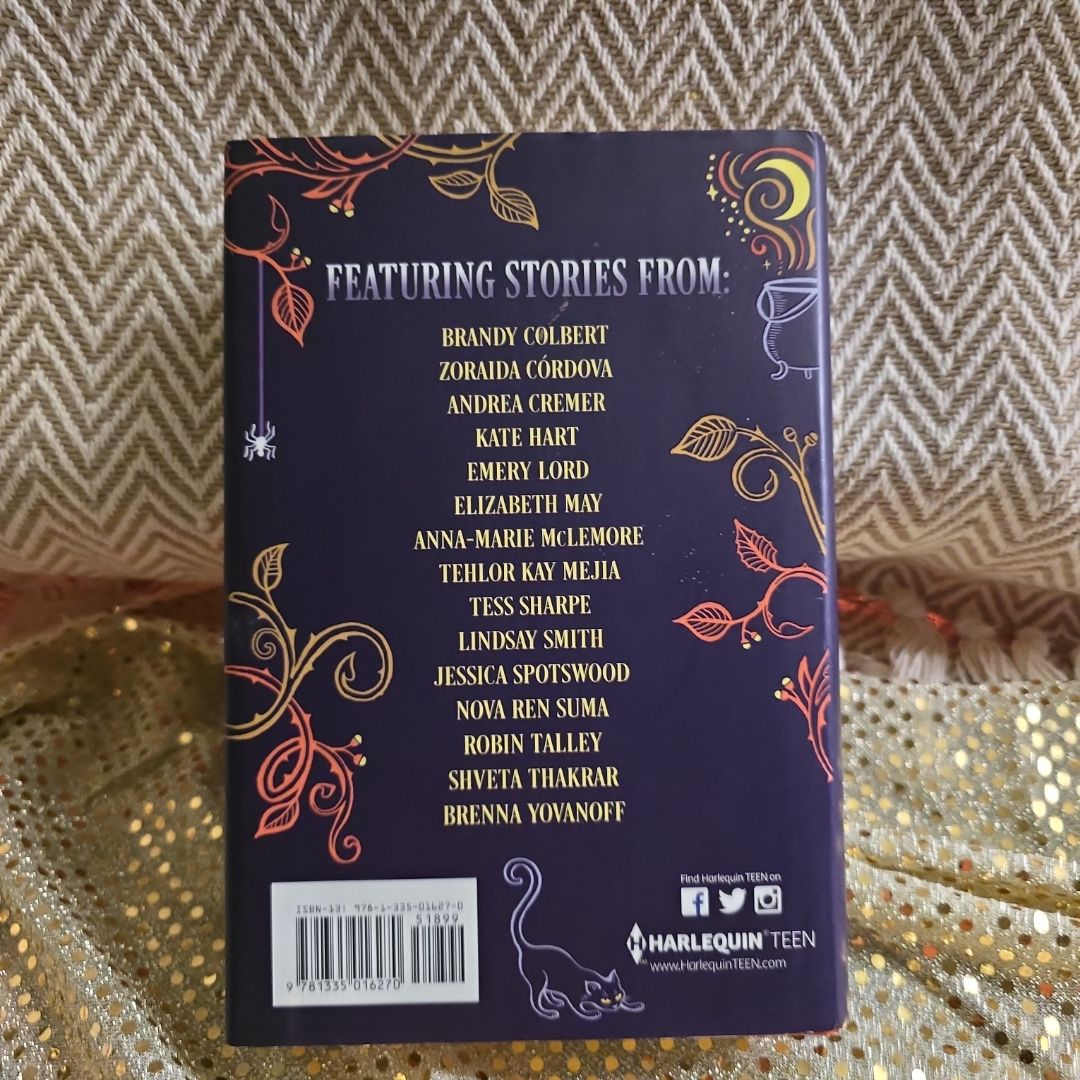 FEATURING STORIES FROM:
BRANDY COLBERT
ZORAIDA CÓRDOVA
ANDREA CREMER
KATE HART
EMERY LORD
ELIZABETH MAY
ANNA-MARIE McLEMORE
TEHLOR KAY MEJIA
TESS SHARPE
LINDSAY SMITH
JESSICA SPOTSWOOD
NOVA REN SUMA
ROBIN TALLEY
SHVETA THAKRAR
BRENNA YOVANOFF
Find Harlequin TEEN on
HARLEQUIN® TEEN
www.HarlequinTEEN.com
ISBN-13: 978-1-335-01627-0
51899
9 781335 016270